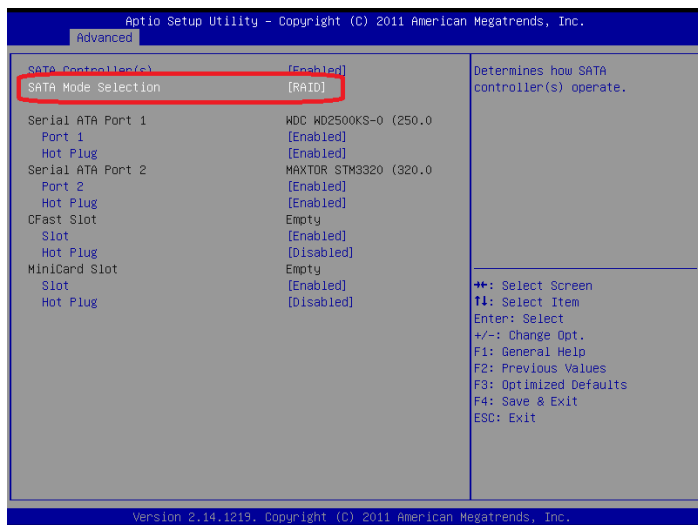 Aptio Setup Utility - Copyright (C) 2011 American Megatrends, Inc.
Advanced
SATA Controller(s) [Enabled]
SATA Mode Selection [RAID]
Serial ATA Port 1 WDC WD2500KS-0 (250.0
Port 1 [Enabled]
Hot Plug [Enabled]
Serial ATA Port 2 MAXTOR STM3320 (320.0
Port 2 [Enabled]
Hot Plug [Enabled]
CFast Slot Empty
Slot [Enabled]
Hot Plug [Disabled]
MiniCard Slot Empty
Slot [Enabled]
Hot Plug [Disabled]
Determines how SATA
controller(s) operate.
→←: Select Screen
↑↓: Select Item
Enter: Select
+/-: Change Opt.
F1: General Help
F2: Previous Values
F3: Optimized Defaults
F4: Save & Exit
ESC: Exit
Version 2.14.1219. Copyright (C) 2011 American Megatrends, Inc.